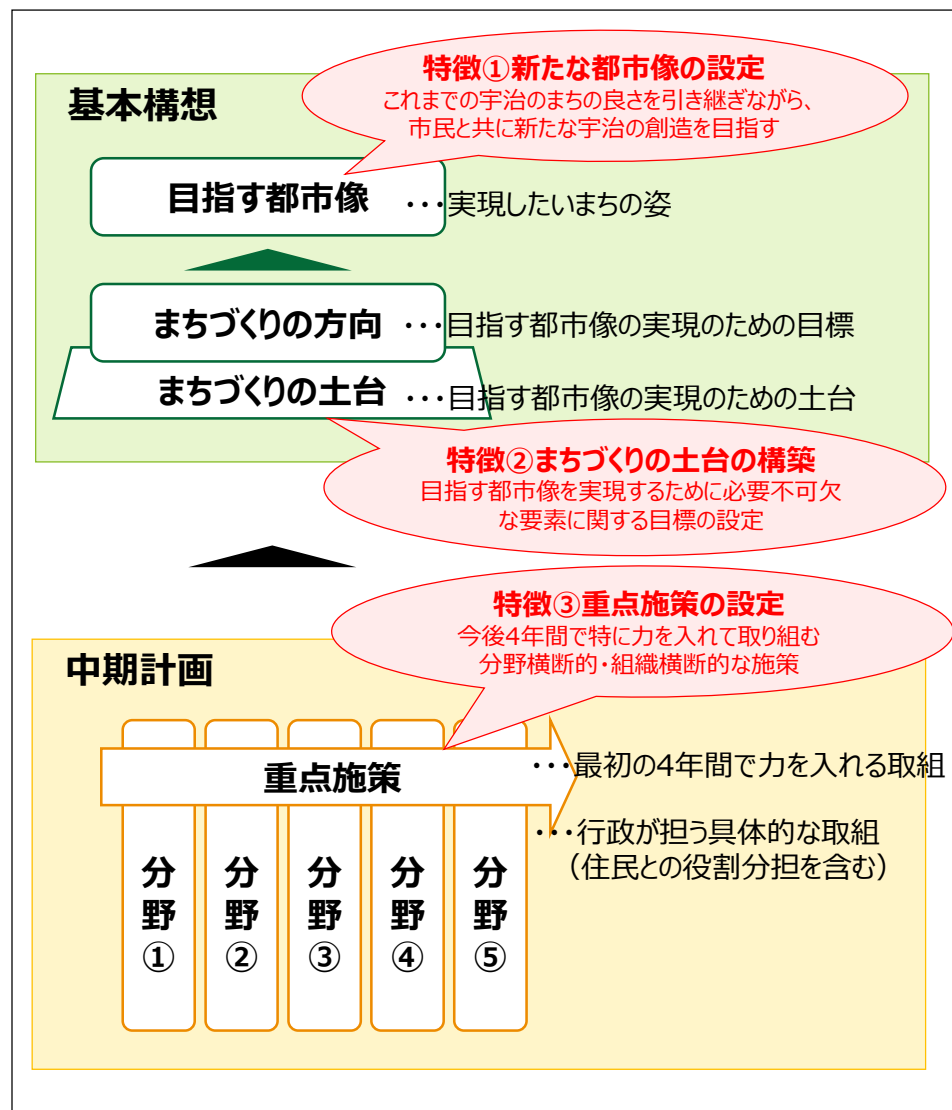 特徴①新たな都市像の設定
これまでの宇治のまちの良さを引き継ぎながら、
市民と共に新たな宇治の創造を目指す
基本構想
目指す都市像
・・・実現したいまちの姿
まちづくりの方向
・・・目指す都市像の実現のための目標
まちづくりの土台
・・・目指す都市像の実現のための土台
特徴②まちづくりの土台の構築
目指す都市像を実現するために必要不可欠
な要素に関する目標の設定
特徴③重点施策の設定
今後4年間で特に力を入れて取り組む
分野横断的・組織横断的な施策
中期計画
重点施策
・・・最初の4年間で力を入れる取組
・・・行政が担う具体的な取組
（住民との役割分担を含む）
分野①
分野②
分野③
分野④
分野⑤